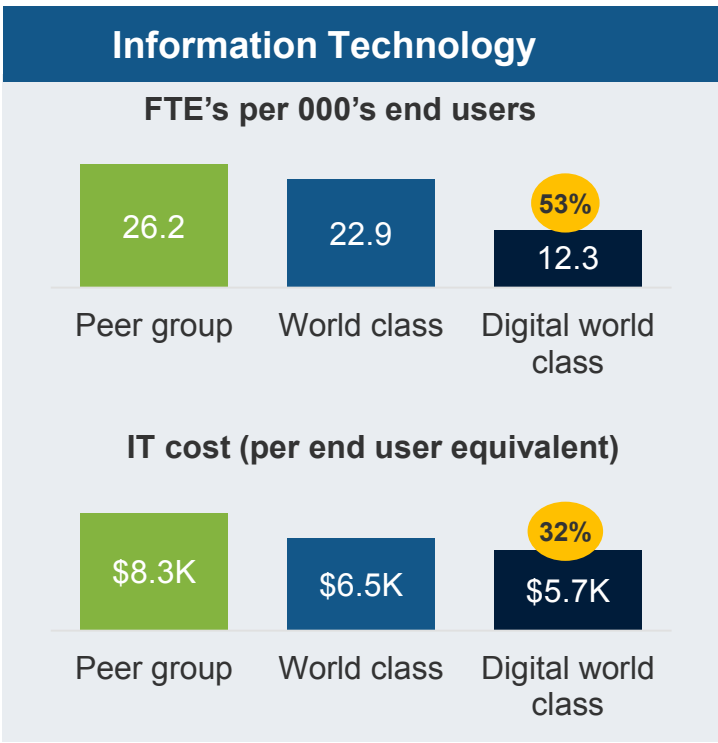 Information Technology
FTE's per 000's end users
53%
26.2
22.9
12.3
Peer group
World class
Digital world
class
IT cost (per end user equivalent)
32%
$8.3K
$6.5K
$5.7K
Peer group
World class
Digital world
class